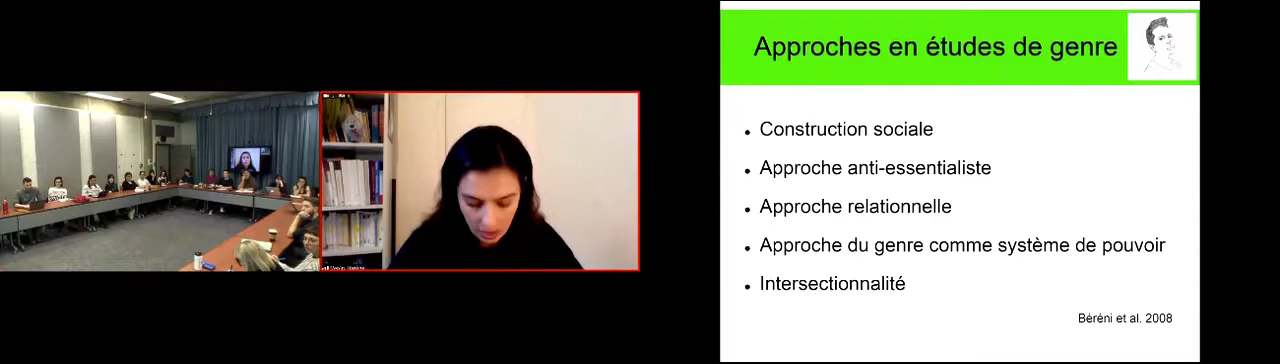 Approches en études de genre
Construction sociale
Approche anti-essentialiste
Approche relationnelle
Approche du genre comme système de pouvoir
Intersectionnalité
Béréni et al. 2008